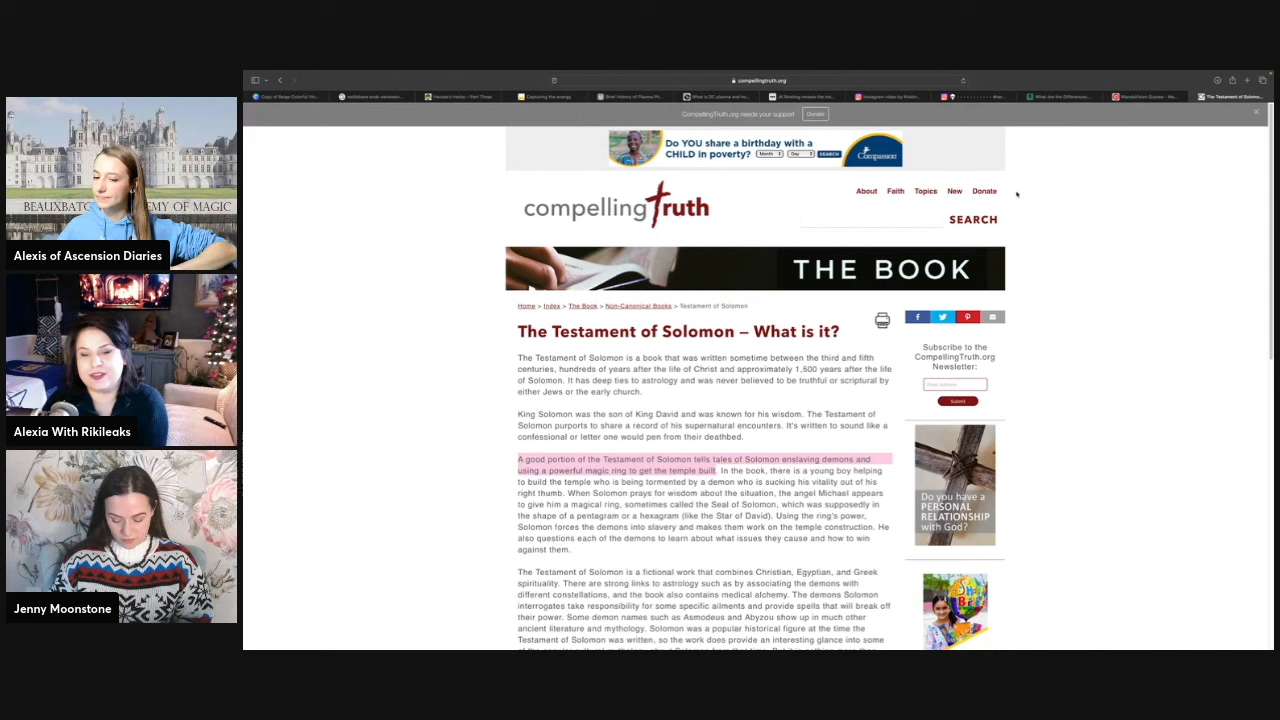 compellingtruth.org
Capturing the energy
Hauska's Herbs – Part Three
The Testament of Solomo...
CompellingTruth.org needs your support
Donate
Do YOU share a birthday with a
CHILD in poverty?
Month
Day
SEARCH
Compassion
BEAUXBATO
EMY OF MAGIC
Alexis of Ascension Diaries
Alexia With Rikileaks
Jenny Moonstone
compelling truth
About Faith Topics New Donate
SEARCH
THE BOOK
Home > Index > The Book > Non-Canonical Books > Testament of Solomon
The Testament of Solomon – What is it?
The Testament of Solomon is a book that was written sometime between the third and fifth
centuries, hundreds of years after the life of Christ and approximately 1,500 years after the life
of Solomon. It has deep ties to astrology and was never believed to be truthful or scriptural by
either Jews or the early church.
King Solomon was the son of King David and was known for his wisdom. The Testament of
Solomon purports to share a record of his supernatural encounters. It's written to sound like a
confessional or letter one would pen from their deathbed.
A good portion of the Testament of Solomon tells tales of Solomon enslaving demons and
using a powerful magic ring to get the temple built. In the book, there is a young boy helping
to build the temple who is being tormented by a demon who is sucking his vitality out of his
right thumb. When Solomon prays for wisdom about the situation, the angel Michael appears
to give him a magical ring, sometimes called the Seal of Solomon, which was supposedly in
the shape of a pentagram or a hexagram (like the Star of David). Using the ring's power,
Solomon forces the demons into slavery and makes them work on the temple construction. He
also questions each of the demons to learn about what issues they cause and how to win
against them.
The Testament of Solomon is a fictional work that combines Christian, Egyptian, and Greek
spirituality. There are strong links to astrology such as by associating the demons with
different constellations, and the book also contains medical alchemy. The demons Solomon
interrogates take responsibility for some specific ailments and provide spells that will break off
their power. Some demon names such as Asmodeus and Abyzou show up in much other
ancient literature and mythology. Solomon was a popular historical figure at the time the
Testament of Solomon was written, so the work does provide an interesting glance into some
Subscribe to the
CompellingTruth.org
Newsletter:
Email Address
Submit
Do you have a
PERSONAL
RELATIONSHIP
with God?